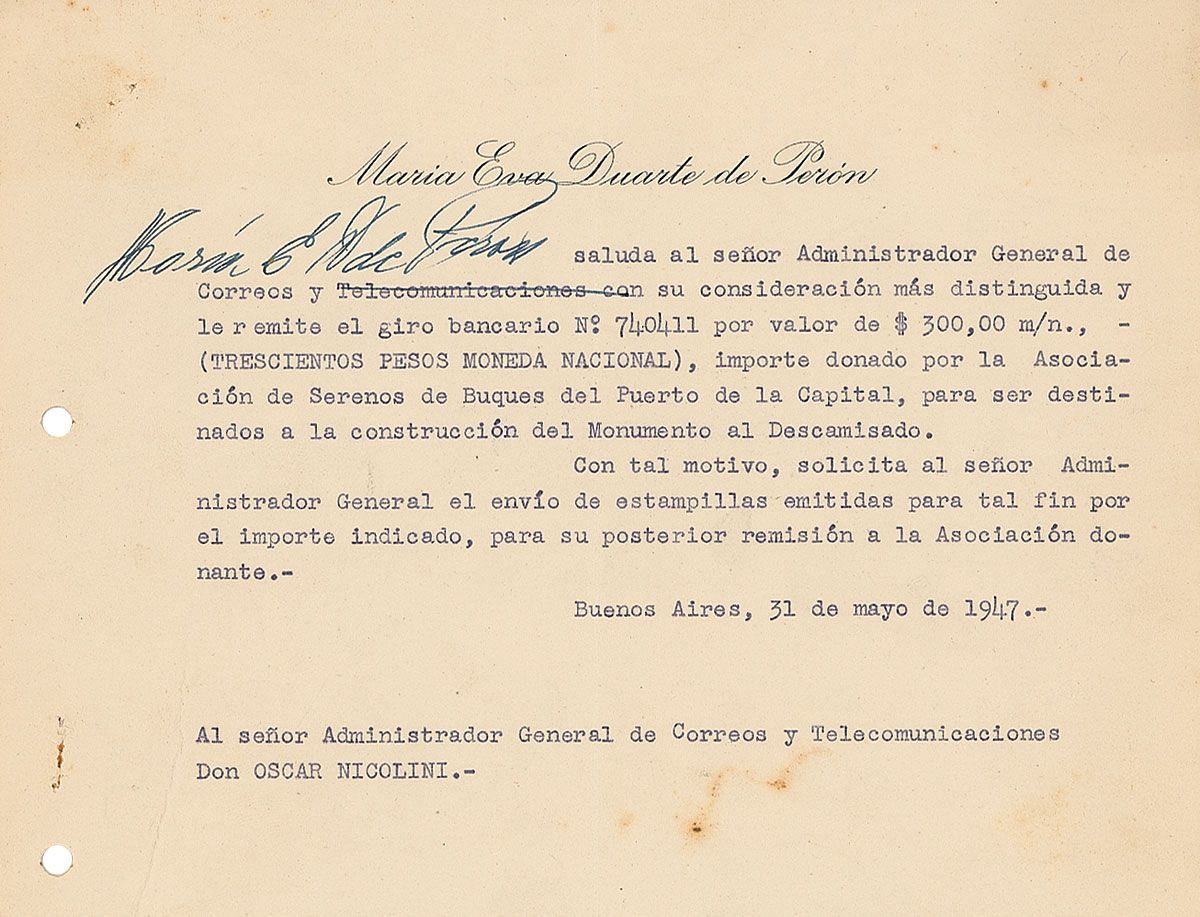 Maria Eva Duarte de Perón
María E D de Peron
saluda al señor Administrador General de
Correos y Telecomunicaciones con su consideración más distinguida y
le remite el giro bancario Nº 740411 por valor de $ 300,00 m/n., -
(TRESCIENTOS PESOS MONEDA NACIONAL), importe donado por la Asocia-
ción de Serenos de Buques del Puerto de la Capital, para ser desti-
nados a la construcción del Monumento al Descamisado.
Con tal motivo, solicita al señor Admi-
nistrador General el envío de estampillas emitidas para tal fin por
el importe indicado, para su posterior remisión a la Asociación do-
nante.-
Buenos Aires, 31 de mayo de 1947.-
Al señor Administrador General de Correos y Telecomunicaciones
Don OSCAR NICOLINI.-